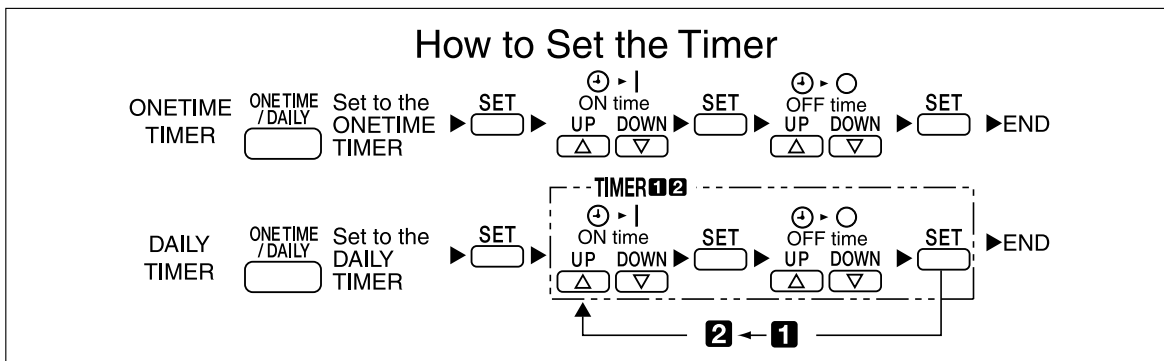 How to Set the Timer
ONETIME TIMER
ONETIME / DAILY
Set to the ONETIME TIMER
SET
ON time
UP DOWN
SET
OFF time
UP DOWN
SET
END
DAILY TIMER
ONETIME / DAILY
Set to the DAILY TIMER
SET
TIMER 1 2
ON time
UP DOWN
SET
OFF time
UP DOWN
SET
END
2 1